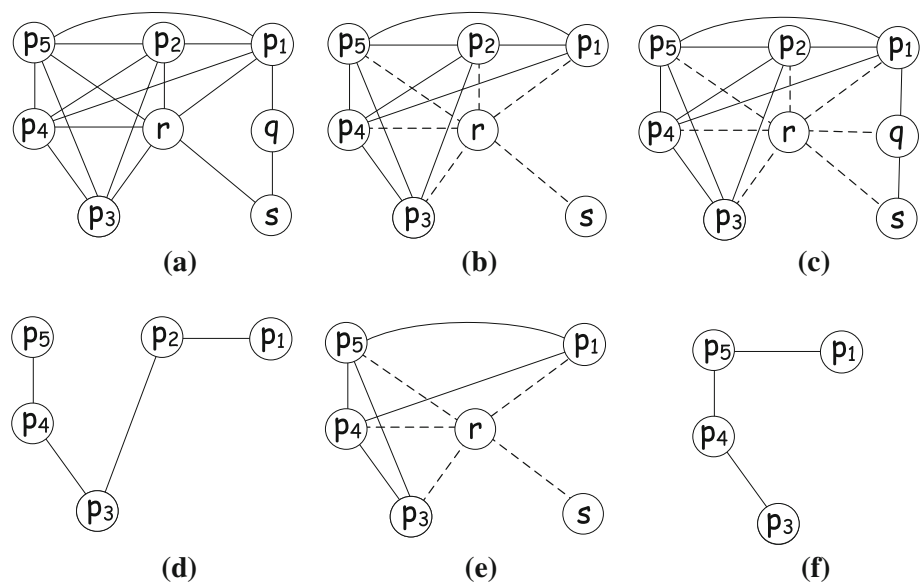 p5 p2 p1 p5 p2 p1 p5 p2 p1
p4 r q p4 r p4 r q
p3 s p3 s p3 s
(a) (b) (c)
p5 p2 p1 p5 p1 p5 p1
p4 p4 r p4
p3 p3 s p3
(d) (e) (f)